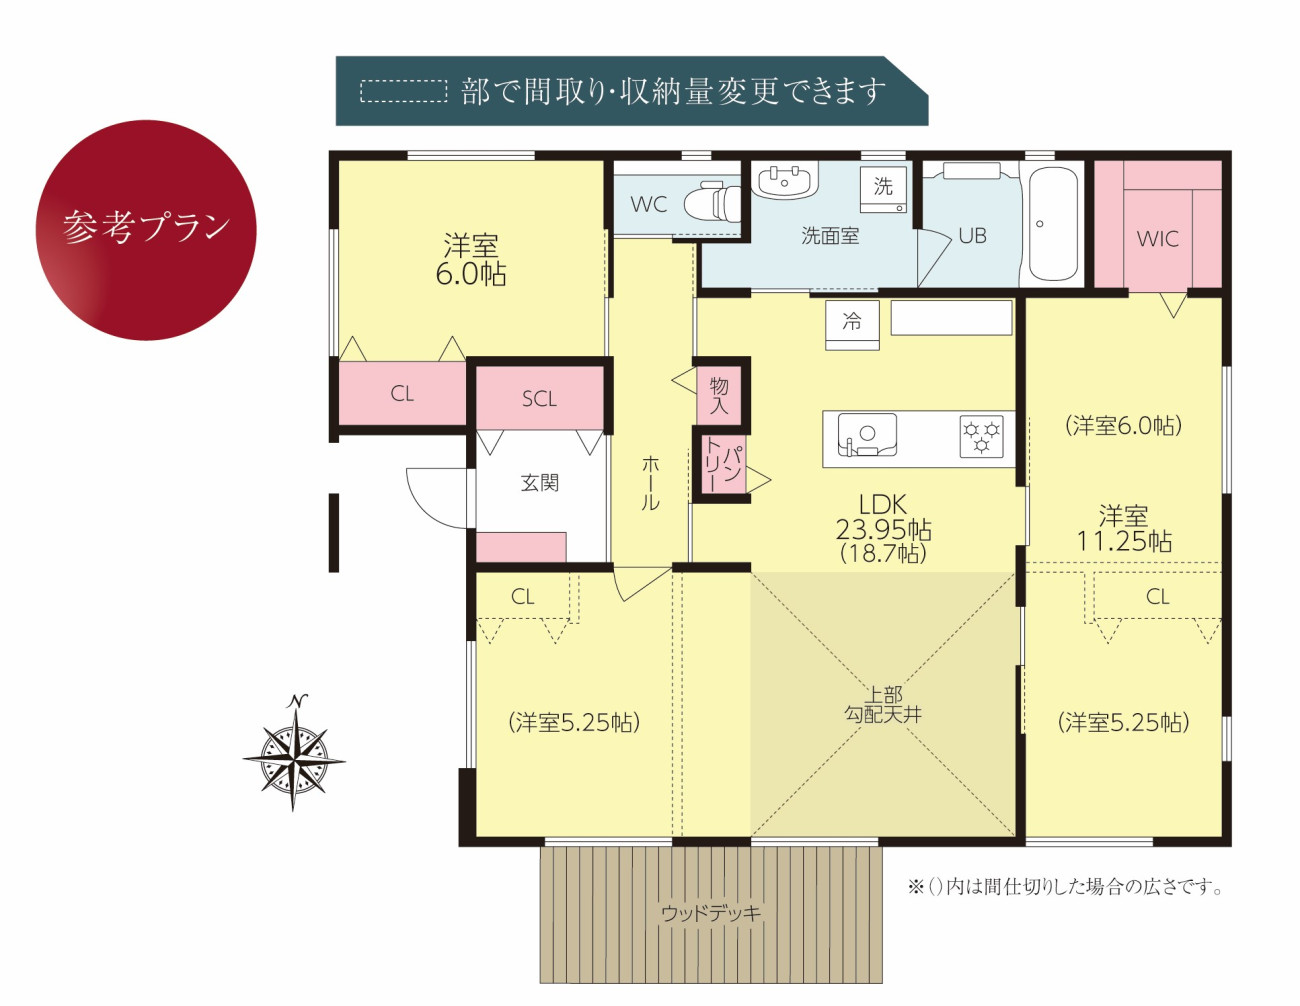 部で間取り・収納量変更できます
参考プラン
洋室
6.0帖
WC
洗面室
洗
UB
WIC
冷
CL
SCL
物入
パントリー
ホール
玄関
LDK
23.95帖
(18.7帖)
(洋室6.0帖)
洋室
11.25帖
CL
CL
(洋室5.25帖)
上部
勾配天井
(洋室5.25帖)
N
ウッドデッキ
※()内は間仕切りした場合の広さです。